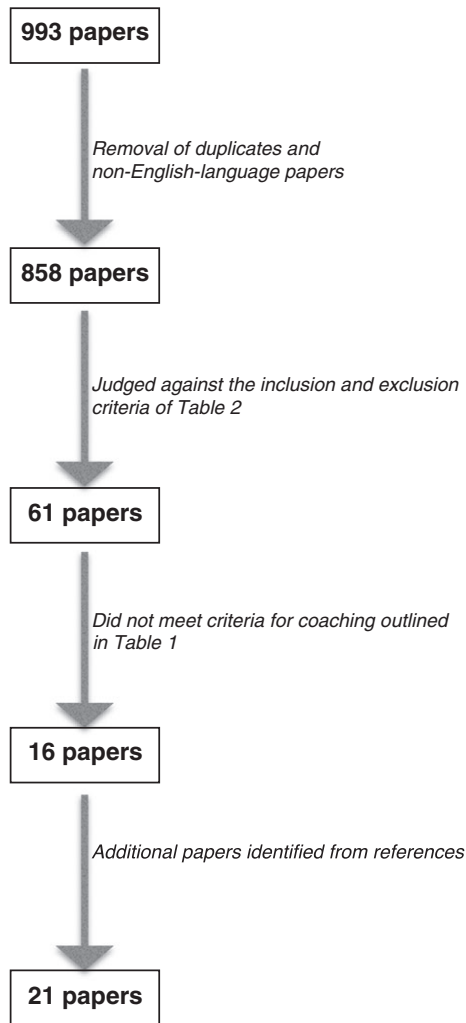 993 papers
Removal of duplicates and
non-English-language papers
858 papers
Judged against the inclusion and exclusion
criteria of Table 2
61 papers
Did not meet criteria for coaching outlined
in Table 1
16 papers
Additional papers identified from references
21 papers